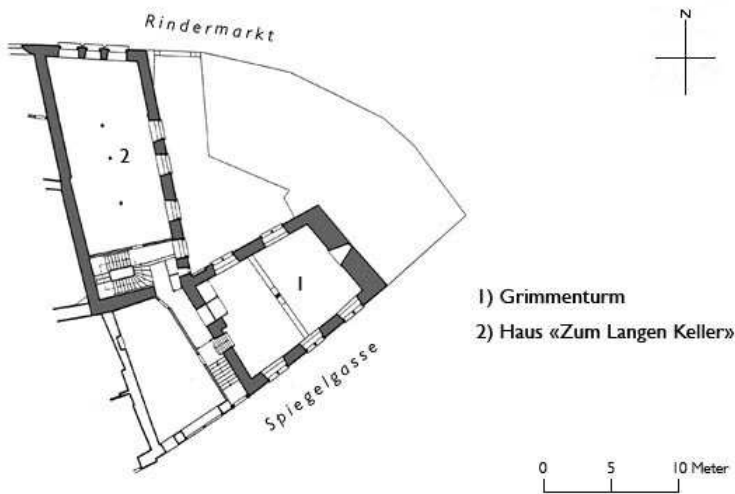 Rindermarkt
N
2
1
Spiegelgasse
1) Grimmenturm
2) Haus «Zum Langen Keller»
0 5 10 Meter